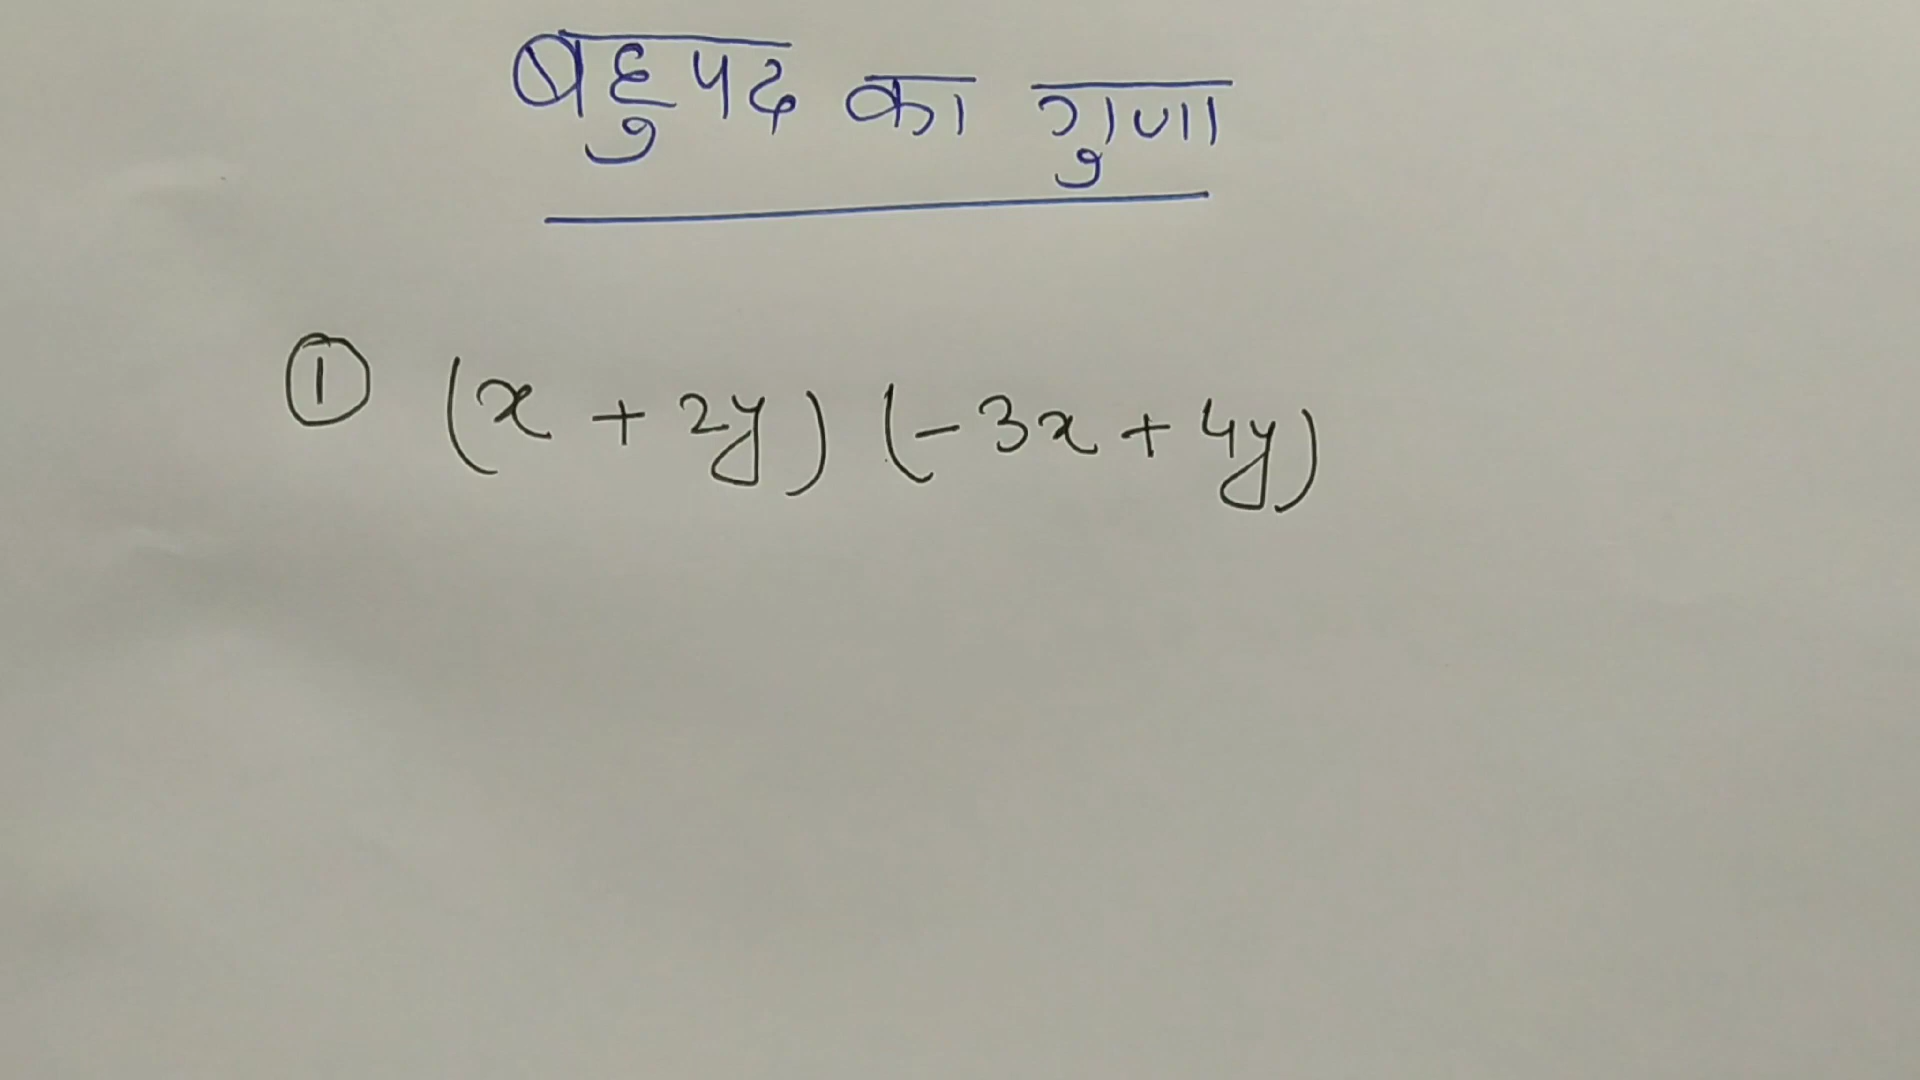 बहुपद का गुणा
① (x + 2y) (-3x + 4y)